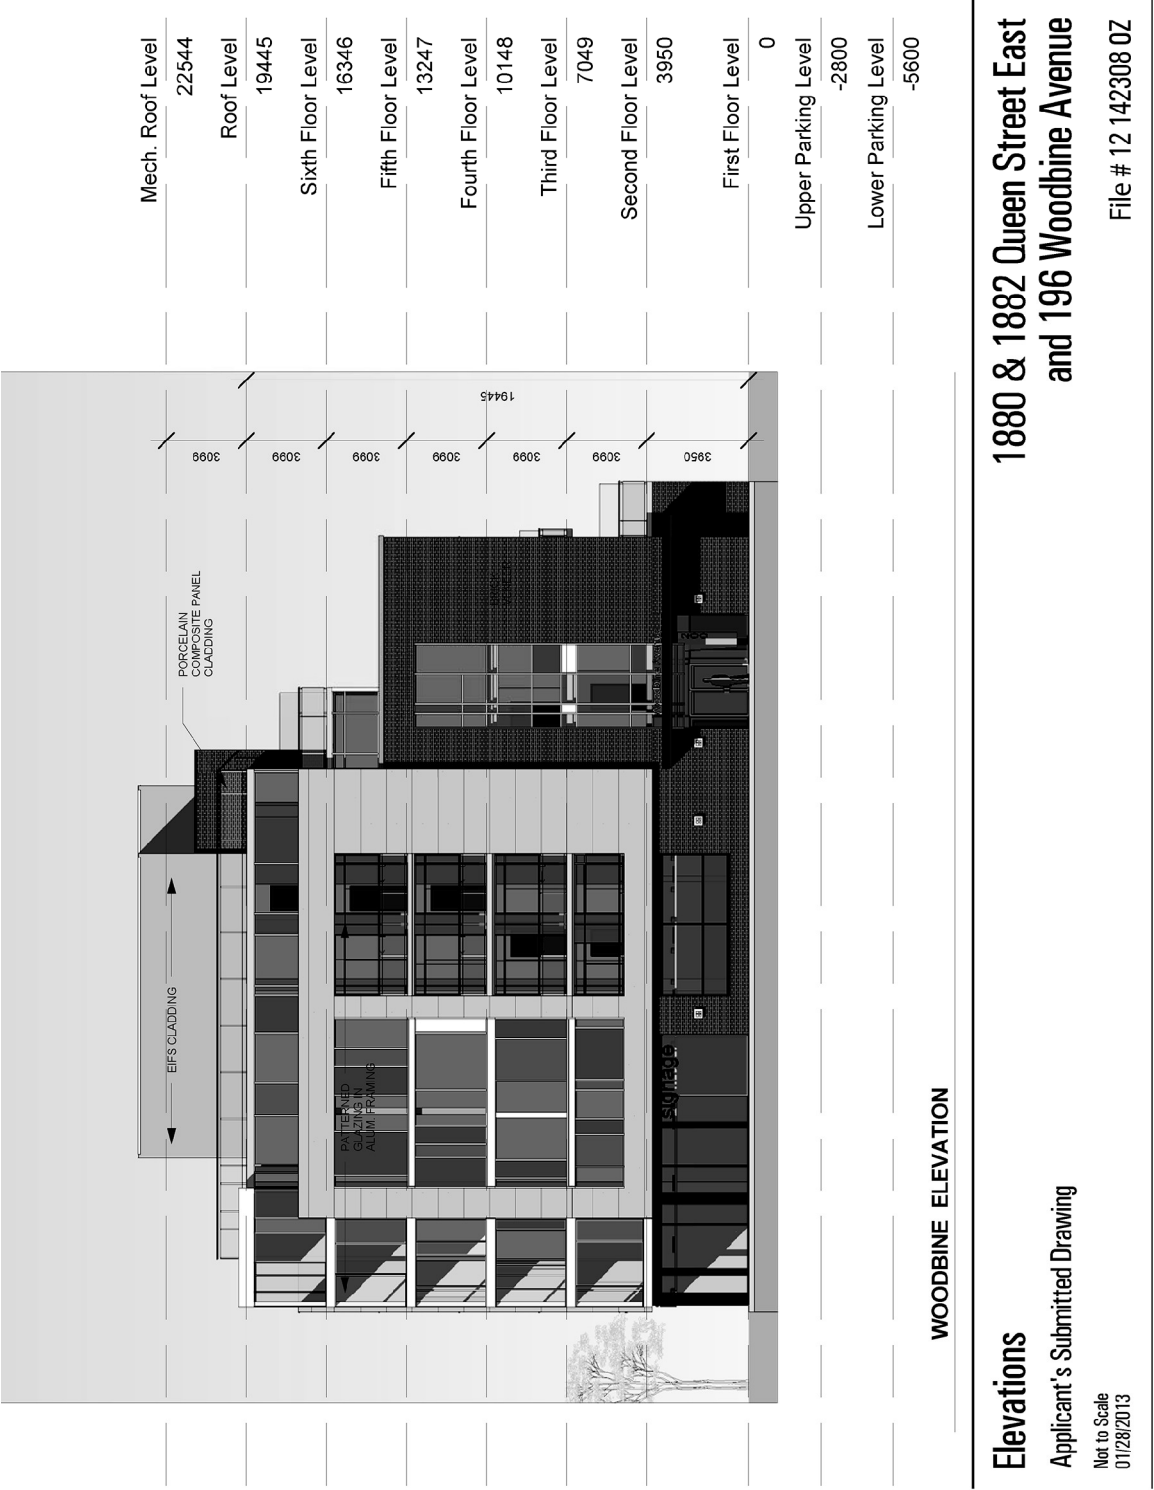 Mech. Roof Level
22544
Roof Level
19445
Sixth Floor Level
16346
Fifth Floor Level
13247
Fourth Floor Level
10148
Third Floor Level
7049
Second Floor Level
3950
First Floor Level
0
Upper Parking Level
-2800
Lower Parking Level
-5600
19445
3099
3099
3099
3099
3099
3099
3950
PORCELAIN
COMPOSITE PANEL
CLADDING
EIFS CLADDING
PATTERNED
GLAZING IN
ALUM. FRAMING
signage
WOODBINE ELEVATION
Elevations
Applicant's Submitted Drawing
Not to Scale
01/28/2013
1880 & 1882 Queen Street East
and 196 Woodbine Avenue
File # 12 142308 0Z